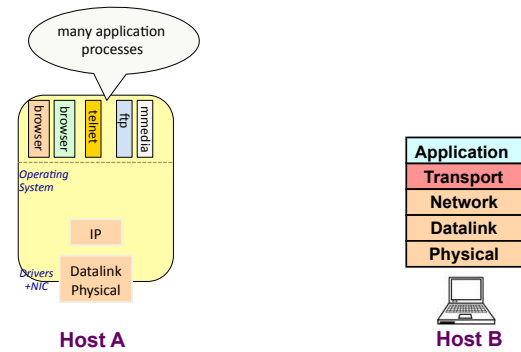 many application
processes
browser
browser
telnet
ftp
mmedia
Operating
System
IP
Drivers
+NIC
Datalink
Physical
Host A
Application
Transport
Network
Datalink
Physical
Host B